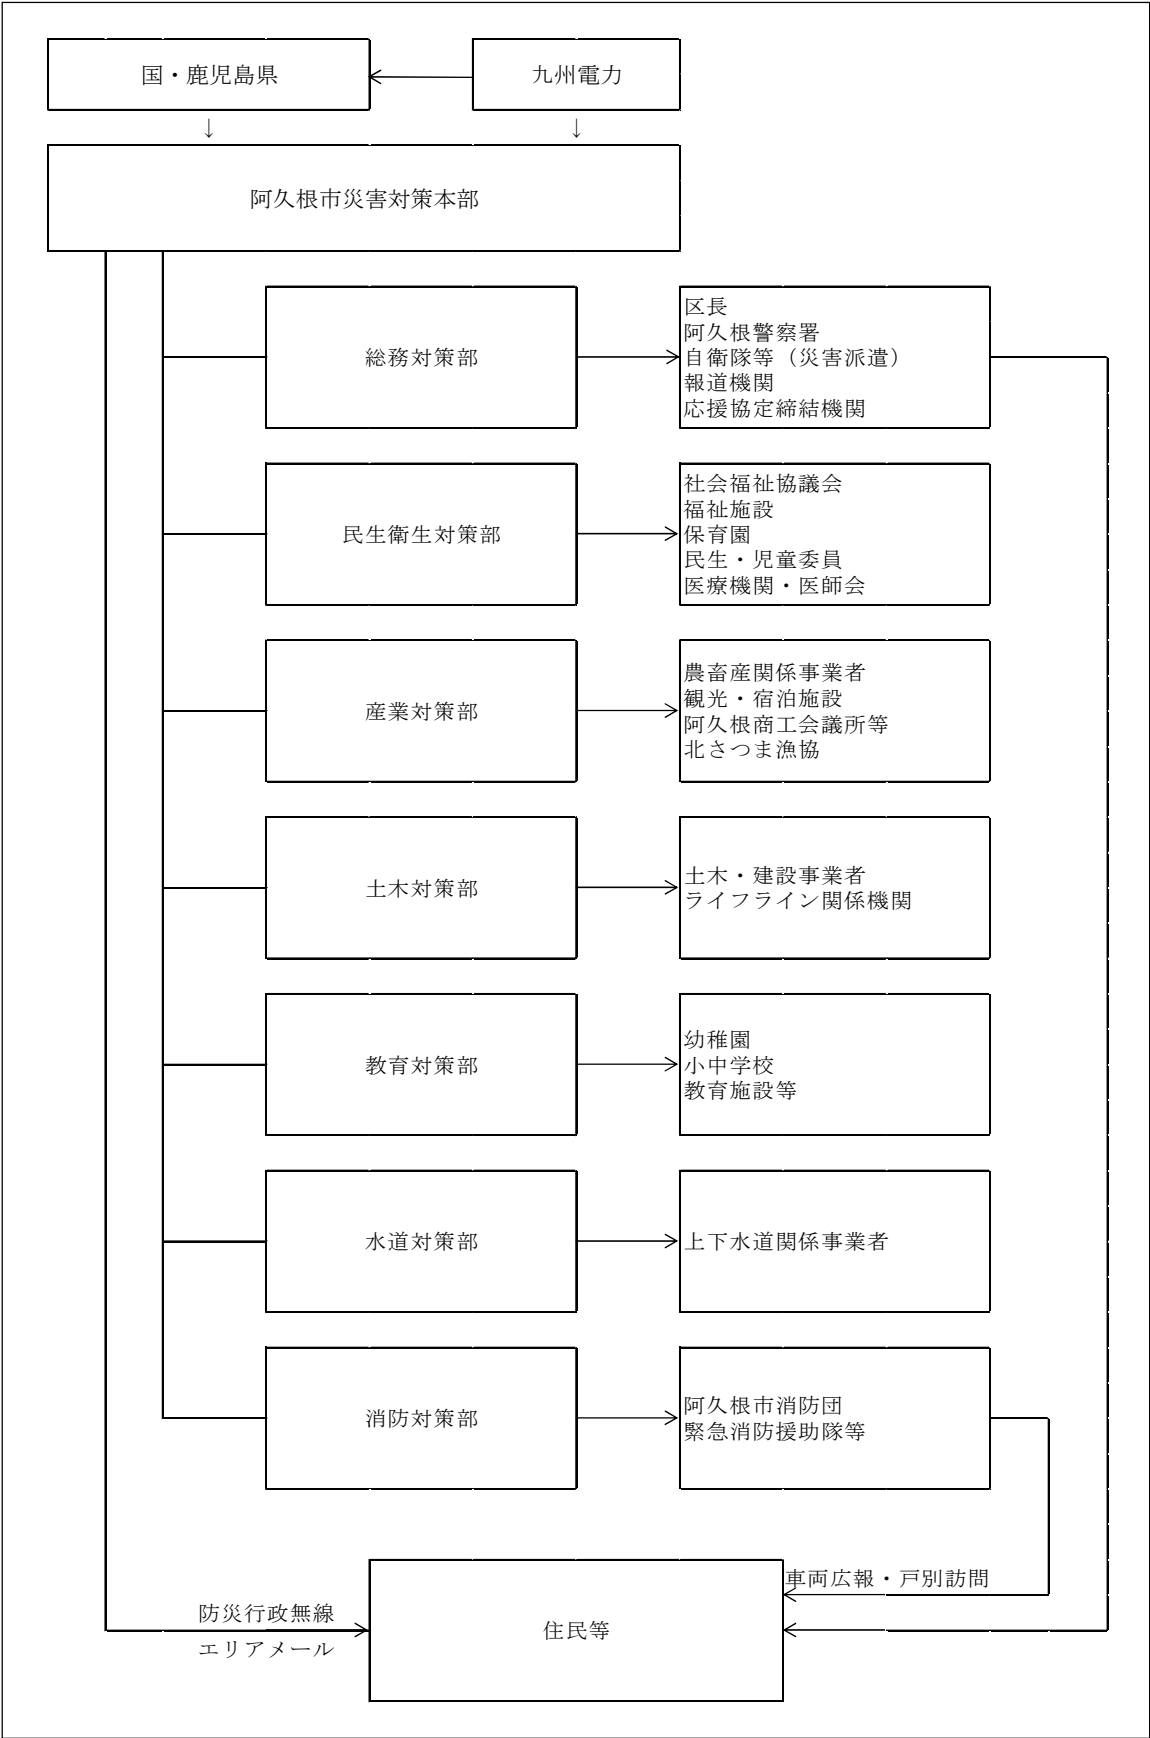 国・鹿児島県
九州電力
↓
↓
阿久根市災害対策本部
総務対策部
区長
阿久根警察署
自衛隊等（災害派遣）
報道機関
応援協定締結機関
民生衛生対策部
社会福祉協議会
福祉施設
保育園
民生・児童委員
医療機関・医師会
産業対策部
農畜産関係事業者
観光・宿泊施設
阿久根商工会議所等
北さつま漁協
土木対策部
土木・建設事業者
ライフライン関係機関
教育対策部
幼稚園
小中学校
教育施設等
水道対策部
上下水道関係事業者
消防対策部
阿久根市消防団
緊急消防援助隊等
車両広報・戸別訪問
防災行政無線
エリアメール
住民等